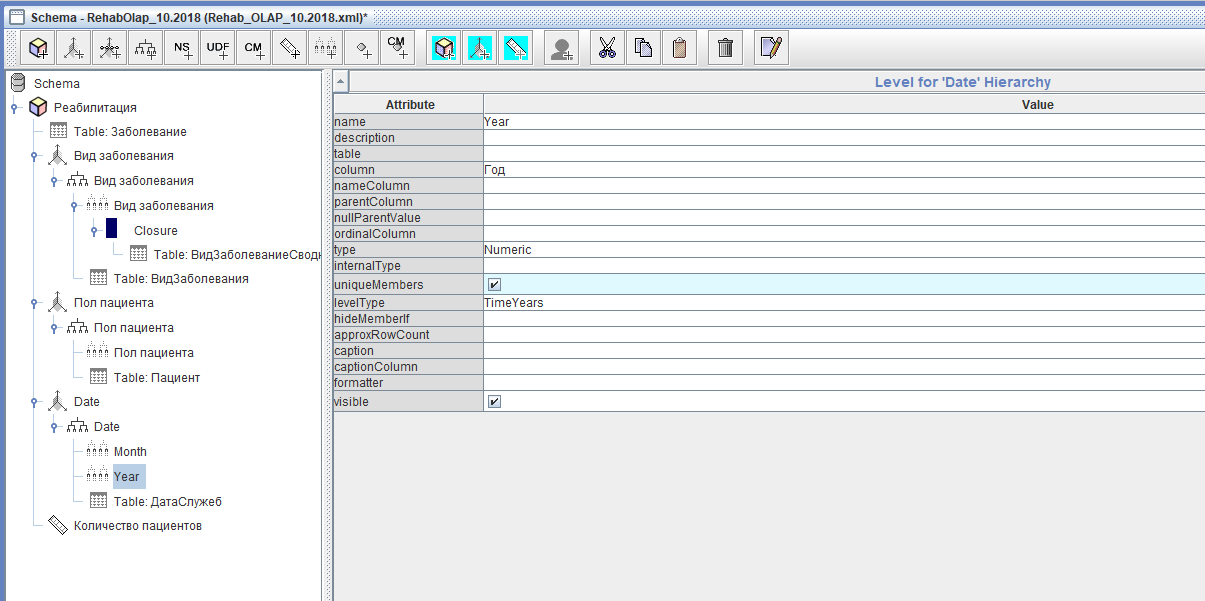 Schema - RehabOlap_10.2018 (Rehab_OLAP_10.2018.xml)*
NS UDF CM CM
Schema
Реабилитация
Table: Заболевание
Вид заболевания
Вид заболевания
Вид заболевания
Closure
Table: ВидЗаболеваниеСводн
Table: ВидЗаболевания
Пол пациента
Пол пациента
Пол пациента
Table: Пациент
Date
Date
Month
Year
Table: ДатаСлужеб
Количество пациентов
Level for 'Date' Hierarchy
Attribute Value
name Year
description
table
column Год
nameColumn
parentColumn
nullParentValue
ordinalColumn
type Numeric
internalType
uniqueMembers
levelType TimeYears
hideMemberIf
approxRowCount
caption
captionColumn
formatter
visible